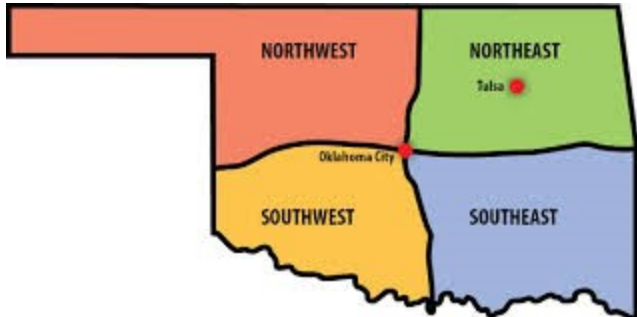 NORTHWEST
NORTHEAST
Tulsa
Oklahoma City
SOUTHWEST
SOUTHEAST